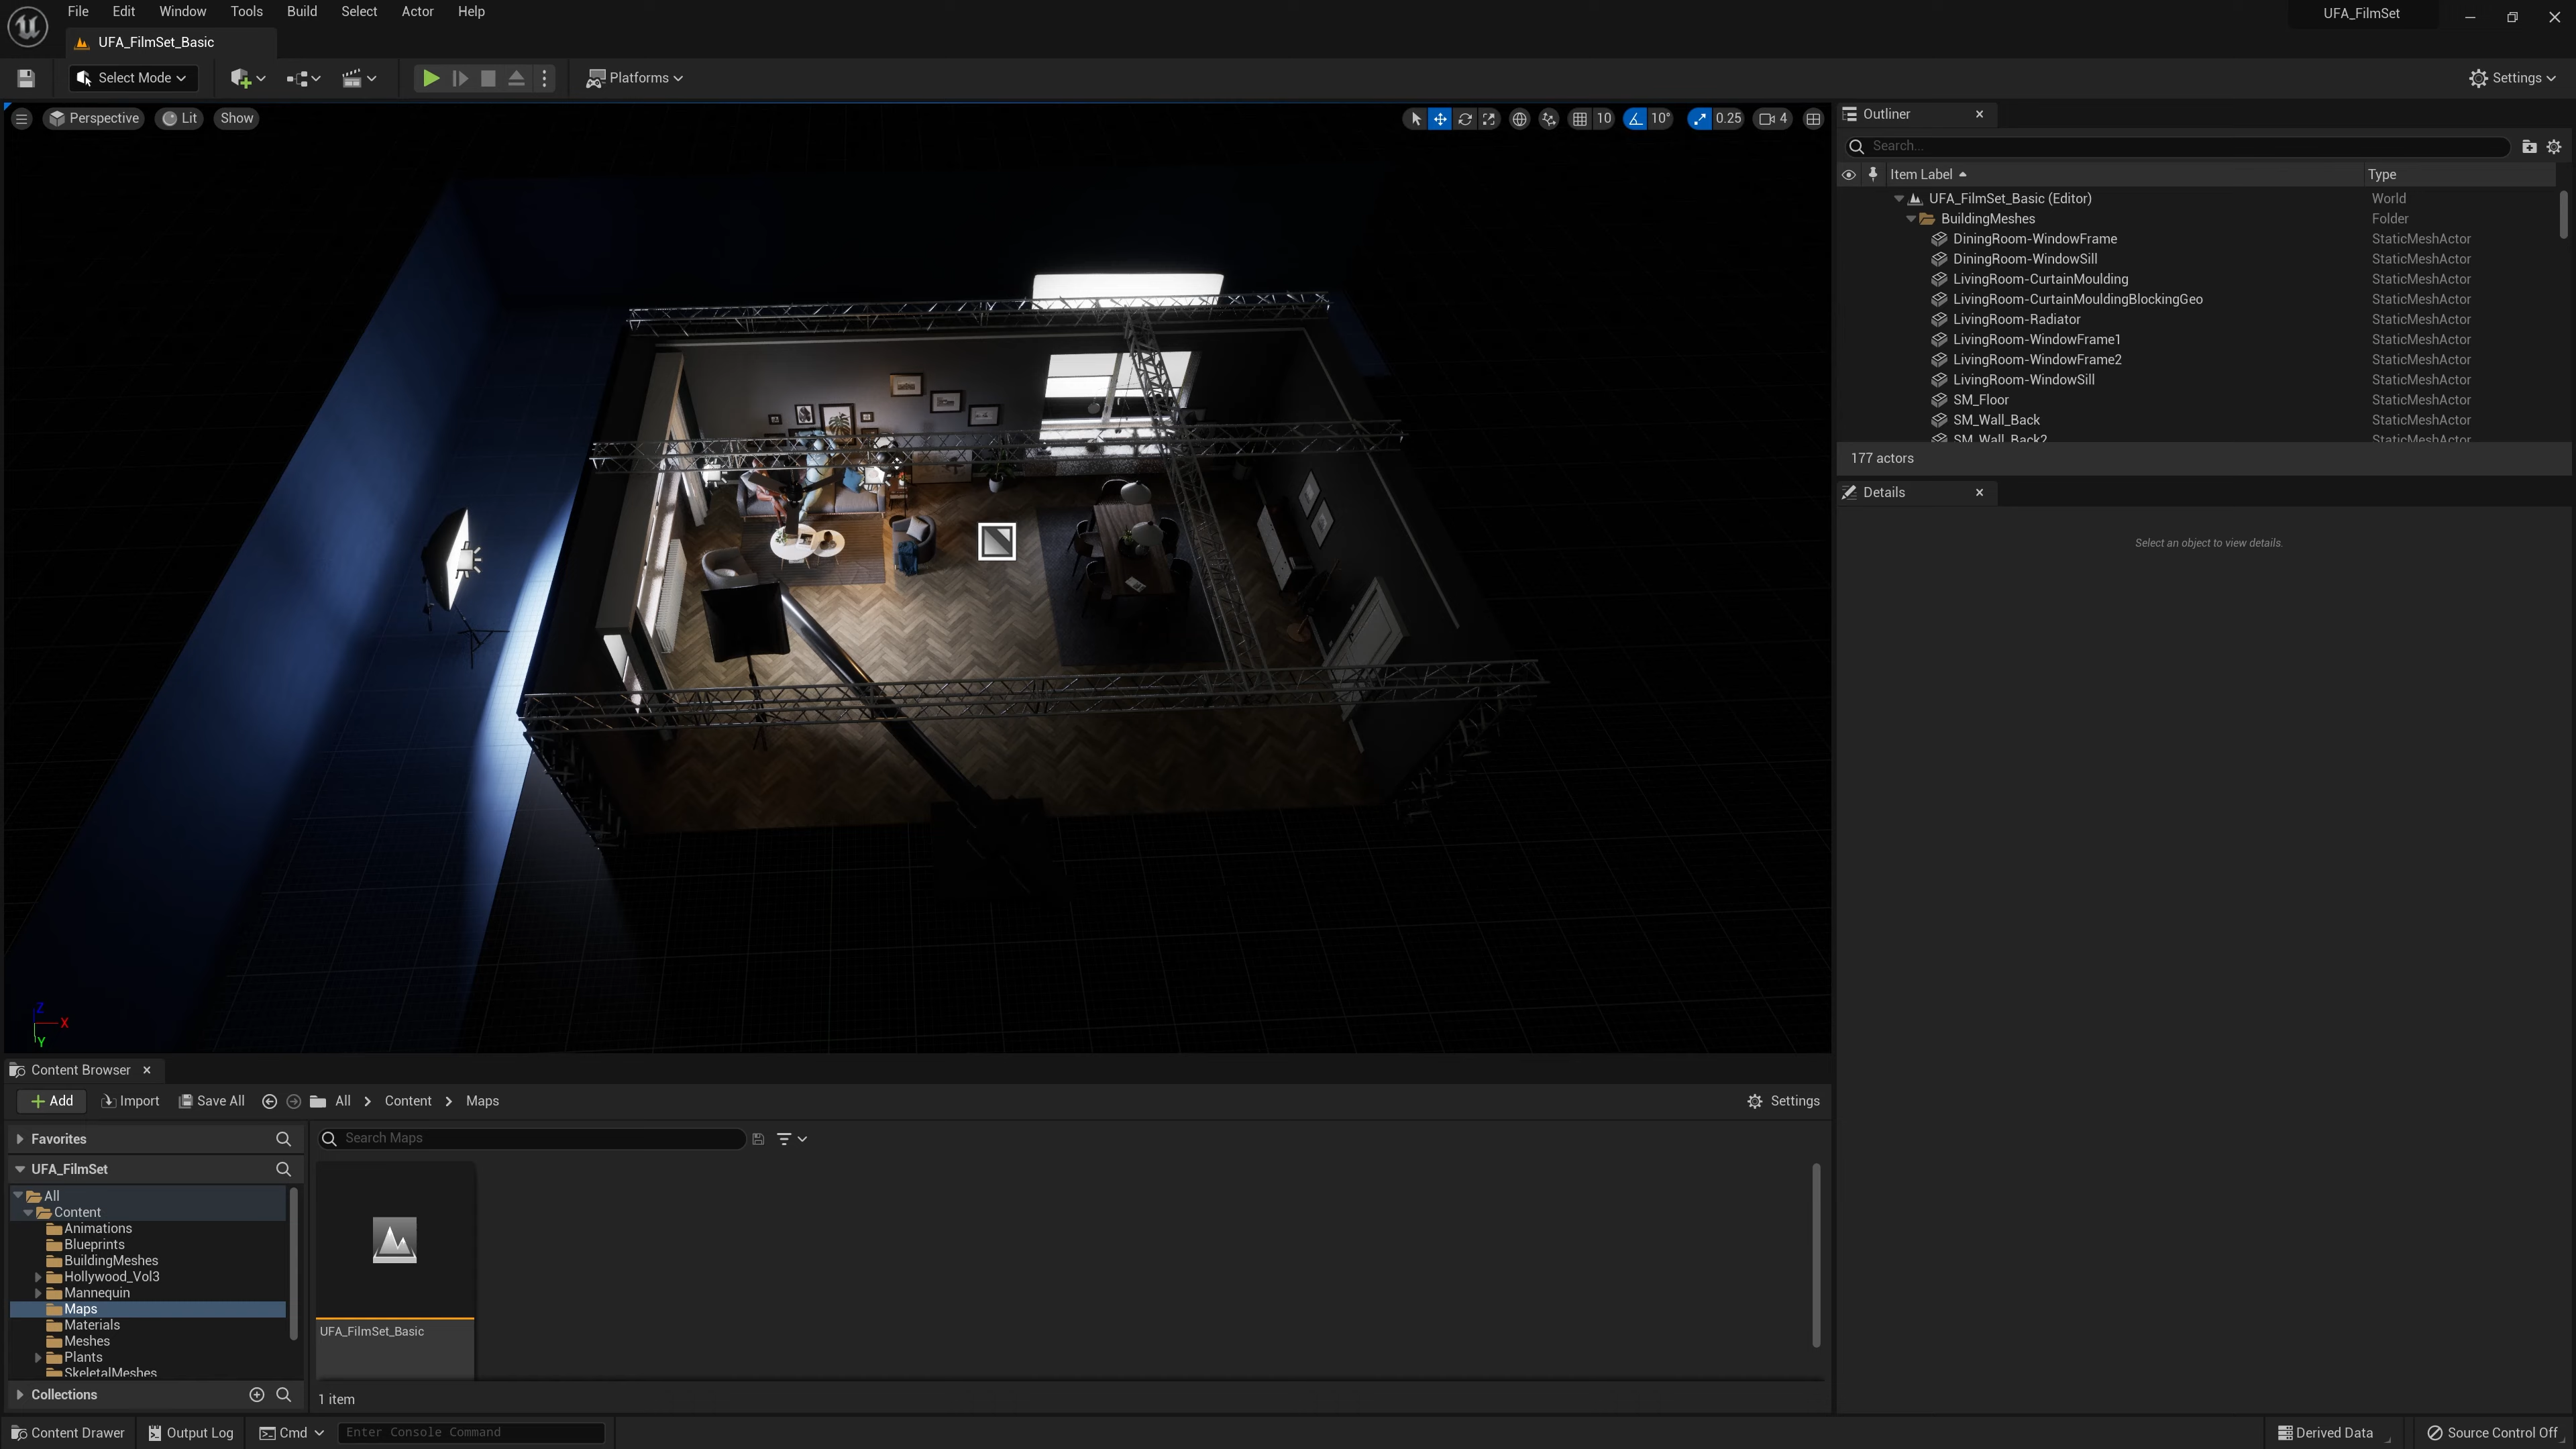 File Edit Window Tools Build Select Actor Help
UFA_FilmSet
UFA_FilmSet_Basic
Select Mode
Platforms
Settings
Perspective Lit Show
10 10° 0.25 4
Outliner
Search...
Item Label Type
UFA_FilmSet_Basic (Editor) World
BuildingMeshes Folder
DiningRoom-WindowFrame StaticMeshActor
DiningRoom-WindowSill StaticMeshActor
LivingRoom-CurtainMoulding StaticMeshActor
LivingRoom-CurtainMouldingBlockingGeo StaticMeshActor
LivingRoom-Radiator StaticMeshActor
LivingRoom-WindowFrame1 StaticMeshActor
LivingRoom-WindowFrame2 StaticMeshActor
LivingRoom-WindowSill StaticMeshActor
SM_Floor StaticMeshActor
SM_Wall_Back StaticMeshActor
SM_Wall_Back2 StaticMeshActor
177 actors
Details
Select an object to view details.
Z
X
Y
Content Browser
Add Import Save All All Content Maps Settings
Favorites
Search Maps
UFA_FilmSet
All
Content
Animations
Blueprints
BuildingMeshes
Hollywood_Vol3
Mannequin
Maps
Materials
Meshes
Plants
SkeletalMeshes
Collections
UFA_FilmSet_Basic
1 item
Content Drawer Output Log Cmd Enter Console Command Derived Data Source Control Off